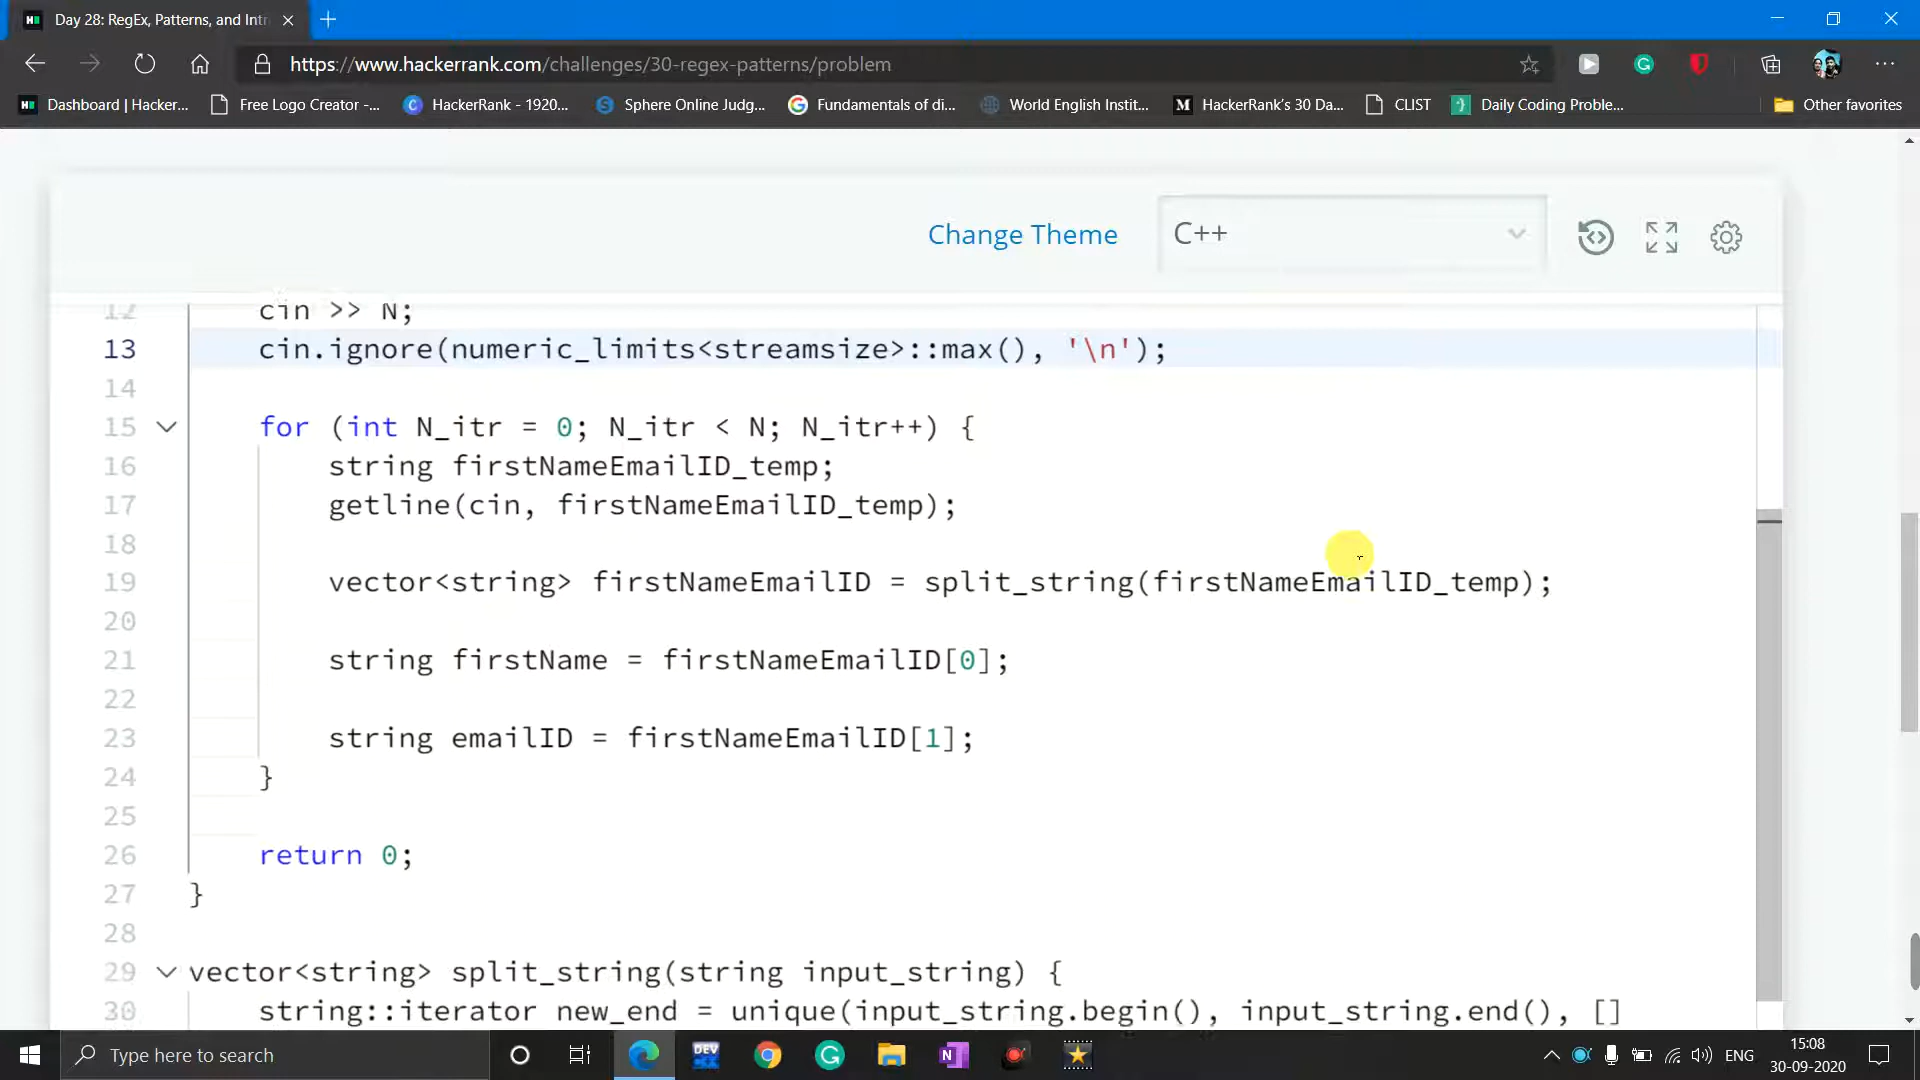 Day 28: RegEx, Patterns, and Intr
https://www.hackerrank.com/challenges/30-regex-patterns/problem
Dashboard | Hacker...
Free Logo Creator -...
HackerRank - 1920...
Sphere Online Judg...
Fundamentals of di...
World English Instit...
HackerRank's 30 Da...
CLIST
Daily Coding Proble...
Other favorites
Change Theme
C++
12 cin >> N;
13 cin.ignore(numeric_limits<streamsize>::max(), '\n');
14
15 for (int N_itr = 0; N_itr < N; N_itr++) {
16 string firstNameEmailID_temp;
17 getline(cin, firstNameEmailID_temp);
18
19 vector<string> firstNameEmailID = split_string(firstNameEmailID_temp);
20
21 string firstName = firstNameEmailID[0];
22
23 string emailID = firstNameEmailID[1];
24 }
25
26 return 0;
27 }
28
29 vector<string> split_string(string input_string) {
30 string::iterator new_end = unique(input_string.begin(), input_string.end(), []
Type here to search
DEV
ENG
15:08
30-09-2020